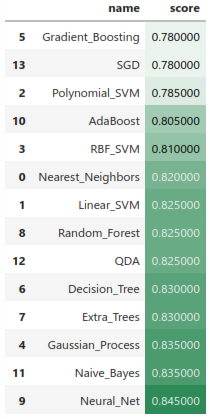 name score
5 Gradient_Boosting 0.780000
13 SGD 0.780000
2 Polynomial_SVM 0.785000
10 AdaBoost 0.805000
3 RBF_SVM 0.810000
0 Nearest_Neighbors 0.820000
1 Linear_SVM 0.825000
8 Random_Forest 0.825000
12 QDA 0.825000
6 Decision_Tree 0.830000
7 Extra_Trees 0.830000
4 Gaussian_Process 0.835000
11 Naive_Bayes 0.835000
9 Neural_Net 0.845000